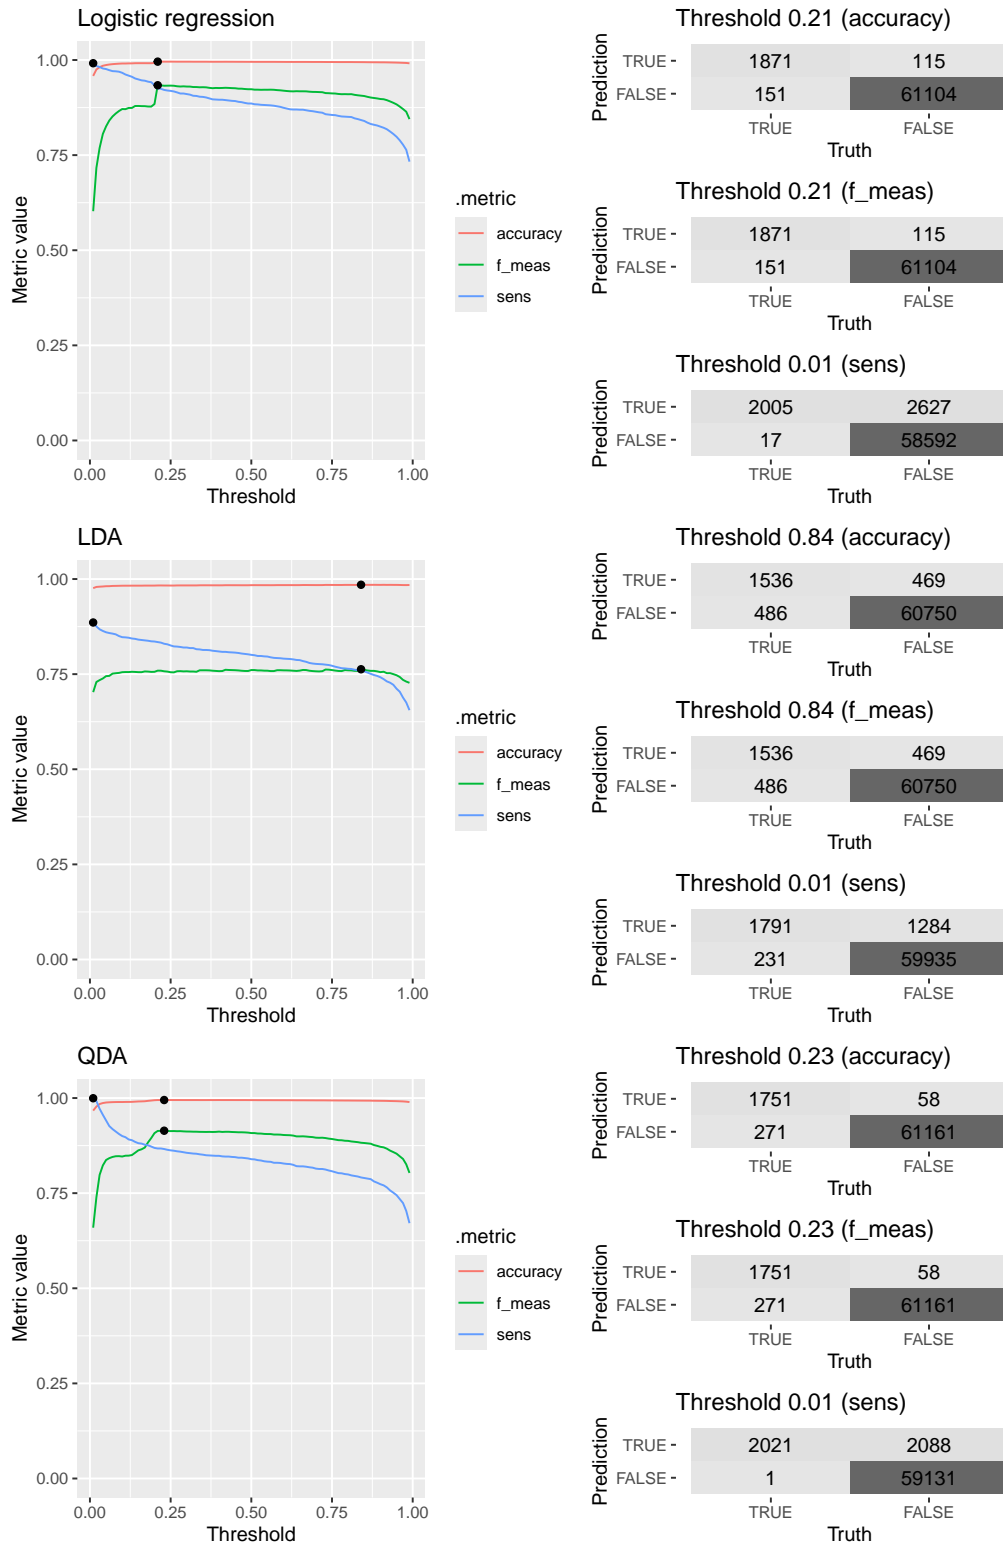 Logistic regression
Metric value
1.00
0.75
0.50
0.25
0.00
0.00 0.25 0.50 0.75 1.00
Threshold
.metric
accuracy
f_meas
sens
Threshold 0.21 (accuracy)
Prediction
TRUE 1871 115
FALSE 151 61104
TRUE FALSE
Truth
Threshold 0.21 (f_meas)
Prediction
TRUE 1871 115
FALSE 151 61104
TRUE FALSE
Truth
Threshold 0.01 (sens)
Prediction
TRUE 2005 2627
FALSE 17 58592
TRUE FALSE
Truth
LDA
Metric value
1.00
0.75
0.50
0.25
0.00
0.00 0.25 0.50 0.75 1.00
Threshold
.metric
accuracy
f_meas
sens
Threshold 0.84 (accuracy)
Prediction
TRUE 1536 469
FALSE 486 60750
TRUE FALSE
Truth
Threshold 0.84 (f_meas)
Prediction
TRUE 1536 469
FALSE 486 60750
TRUE FALSE
Truth
Threshold 0.01 (sens)
Prediction
TRUE 1791 1284
FALSE 231 59935
TRUE FALSE
Truth
QDA
Metric value
1.00
0.75
0.50
0.25
0.00
0.00 0.25 0.50 0.75 1.00
Threshold
.metric
accuracy
f_meas
sens
Threshold 0.23 (accuracy)
Prediction
TRUE 1751 58
FALSE 271 61161
TRUE FALSE
Truth
Threshold 0.23 (f_meas)
Prediction
TRUE 1751 58
FALSE 271 61161
TRUE FALSE
Truth
Threshold 0.01 (sens)
Prediction
TRUE 2021 2088
FALSE 1 59131
TRUE FALSE
Truth